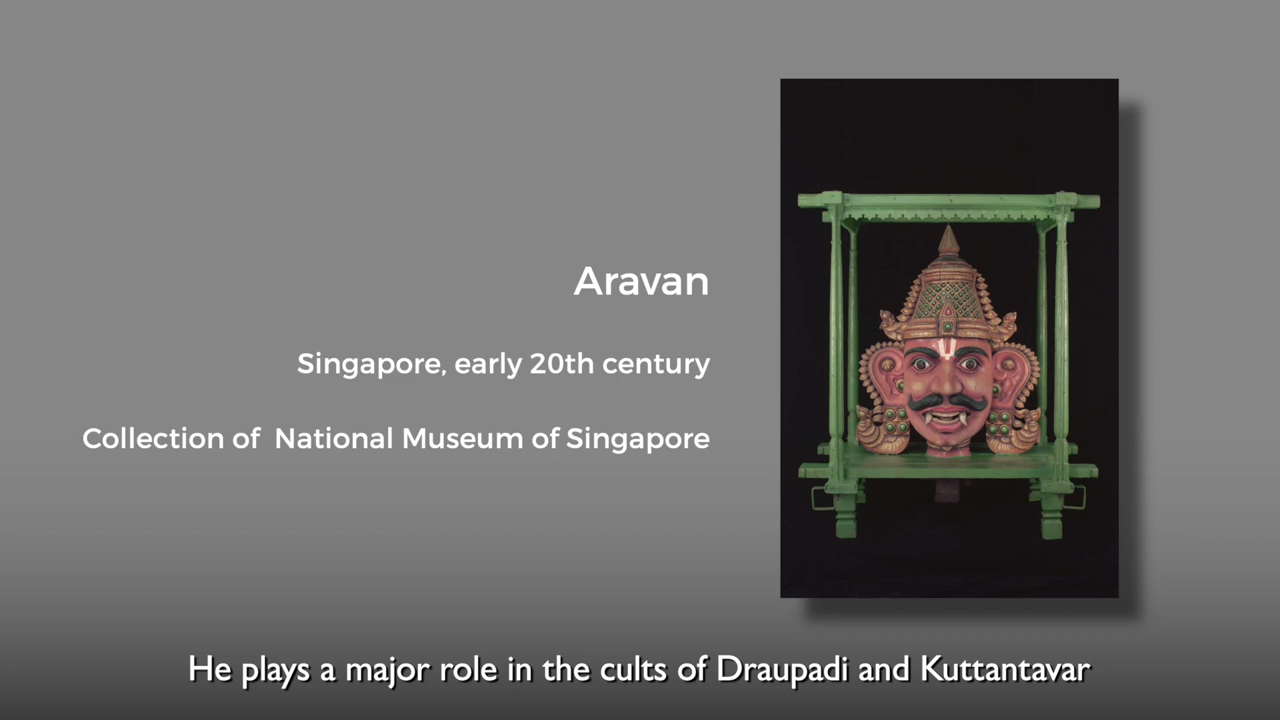 Aravan
Singapore, early 20th century
Collection of National Museum of Singapore
He plays a major role in the cults of Draupadi and Kuttantavar